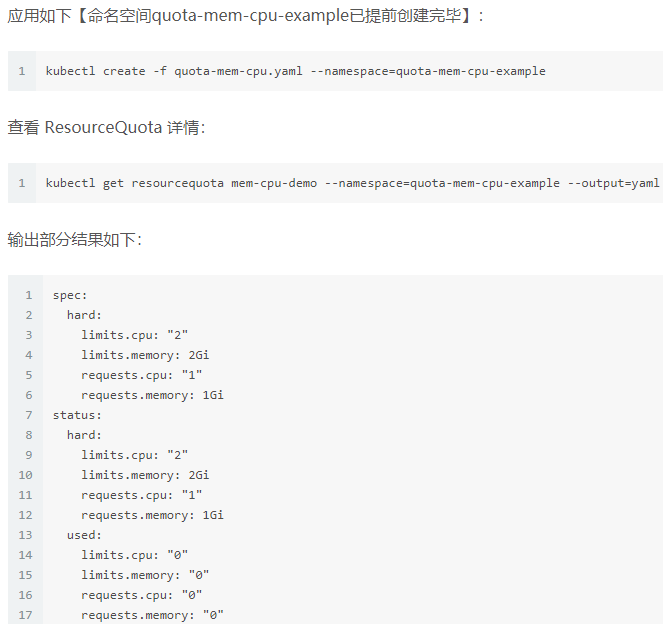 应用如下【命名空间quota-mem-cpu-example已提前创建完毕】：
1 kubectl create -f quota-mem-cpu.yaml --namespace=quota-mem-cpu-example
查看 ResourceQuota 详情：
1 kubectl get resourcequota mem-cpu-demo --namespace=quota-mem-cpu-example --output=yaml
输出部分结果如下：
1 spec:
2   hard:
3     limits.cpu: "2"
4     limits.memory: 2Gi
5     requests.cpu: "1"
6     requests.memory: 1Gi
7 status:
8   hard:
9     limits.cpu: "2"
10     limits.memory: 2Gi
11     requests.cpu: "1"
12     requests.memory: 1Gi
13   used:
14     limits.cpu: "0"
15     limits.memory: "0"
16     requests.cpu: "0"
17     requests.memory: "0"